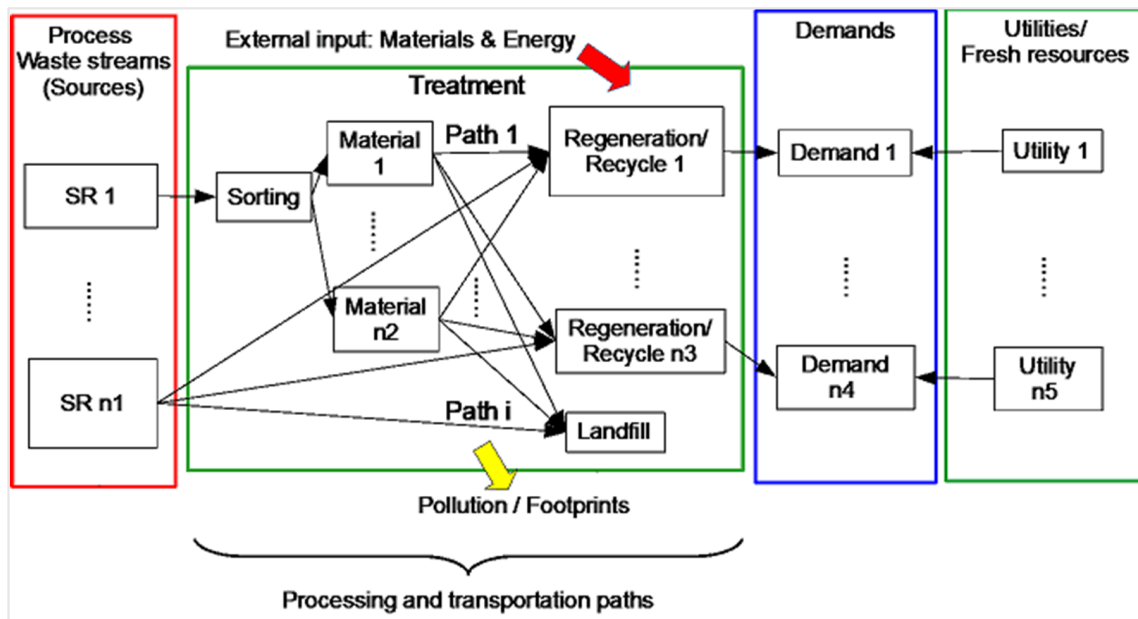 Process
Waste streams
(Sources)
External input: Materials & Energy
Demands
Utilities/
Fresh resources
Treatment
SR 1
Sorting
Material
1
Path 1
Regeneration/
Recycle 1
Demand 1
Utility 1
Material
n2
Regeneration/
Recycle n3
Demand
n4
Utility
n5
SR n1
Path i
Landfill
Pollution / Footprints
Processing and transportation paths